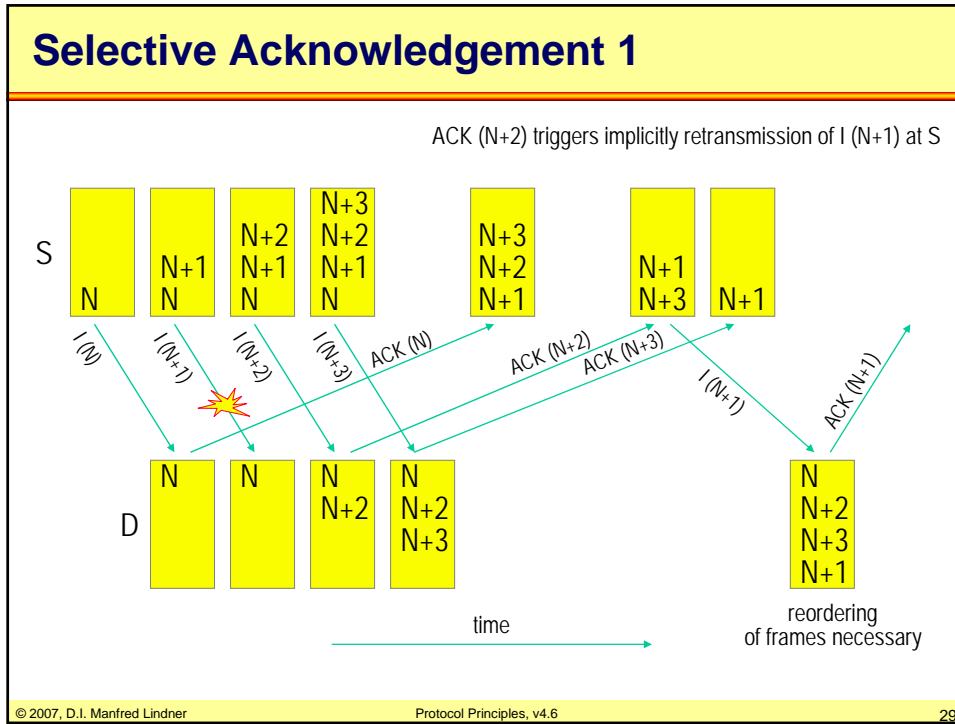 Selective Acknowledgement 1
ACK (N+2) triggers implicitly retransmission of I (N+1) at S
S
N
N+1
N
N+2
N+1
N
N+3
N+2
N+1
N
N+3
N+2
N+1
N+1
N+3
N+1
I (N)
I (N+1)
I (N+2)
I (N+3)
ACK (N)
ACK (N+2)
ACK (N+3)
I (N+1)
ACK (N+1)
D
N
N
N
N+2
N
N+2
N+3
N
N+2
N+3
N+1
time
reordering
of frames necessary
© 2007, D.I. Manfred Lindner
Protocol Principles, v4.6
29